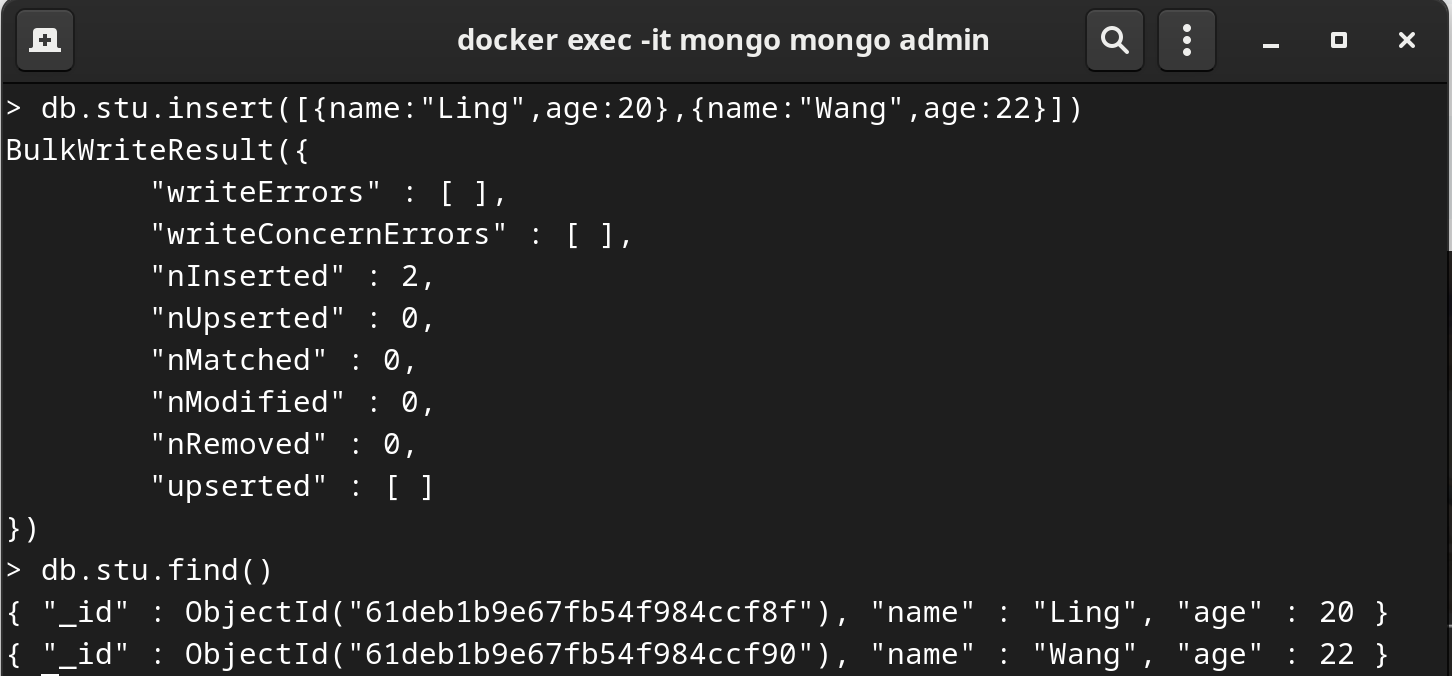 docker exec -it mongo mongo admin
> db.stu.insert([{name:"Ling",age:20},{name:"Wang",age:22}])
BulkWriteResult({
        "writeErrors" : [ ],
        "writeConcernErrors" : [ ],
        "nInserted" : 2,
        "nUpserted" : 0,
        "nMatched" : 0,
        "nModified" : 0,
        "nRemoved" : 0,
        "upserted" : [ ]
})
> db.stu.find()
{ "_id" : ObjectId("61deb1b9e67fb54f984ccf8f"), "name" : "Ling", "age" : 20 }
{ "_id" : ObjectId("61deb1b9e67fb54f984ccf90"), "name" : "Wang", "age" : 22 }